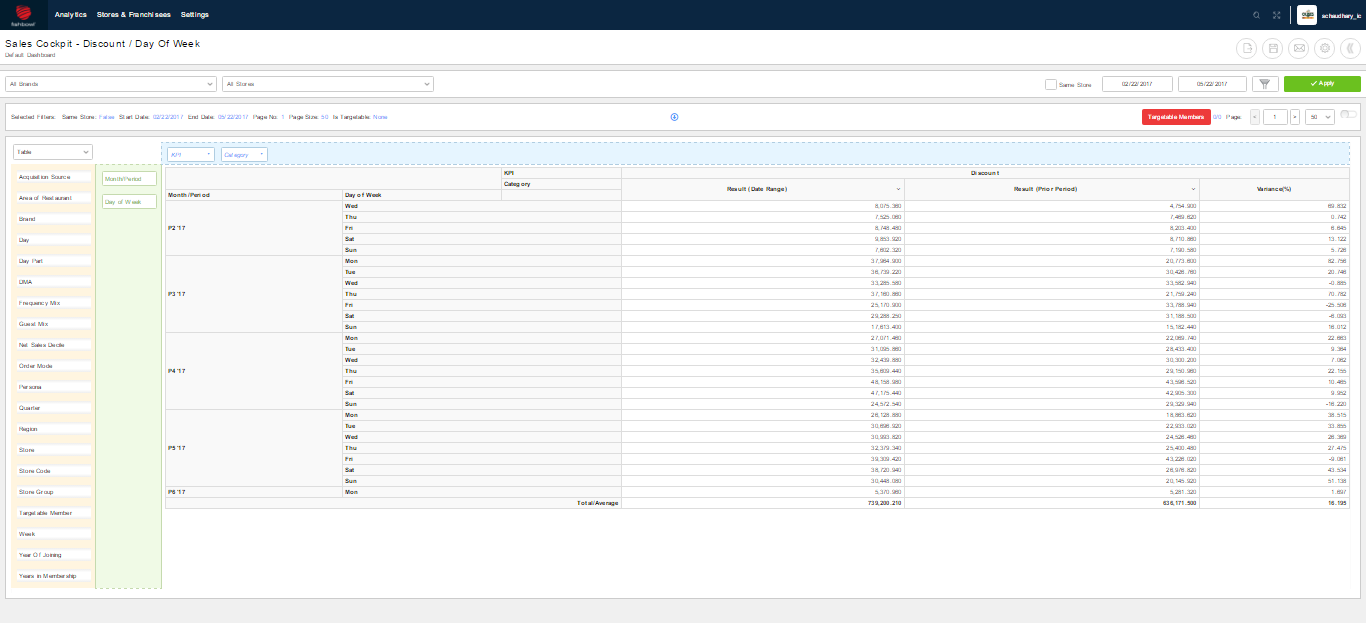 fishbowl Analytics Stores & Franchisees Settings schaudhary_ic
Sales Cockpit - Discount / Day Of Week
Default Dashboard
All Brands All Stores Same Store 02/22/2017 05/22/2017 Apply
Selected Filters: Same Store: False Start Date: 02/22/2017 End Date: 05/22/2017 Page No: 1 Page Size: 50 Is Targetable: None Targetable Members 0/0 Page: < 1 > 50
Table KPI Category
Acquisition Source
Area of Restaurant
Brand
Day
Day Part
DMA
Frequency Mix
Guest Mix
Net Sales Decile
Order Mode
Persona
Quarter
Region
Store
Store Code
Store Group
Targetable Member
Week
Year Of Joining
Years in Membership
Month/Period
Day of Week
KPI Discount
Category Result (Date Range) Result (Prior Period) Variance(%)
Month/Period Day of Week
P2 '17 Wed 8,075.360 4,754.900 69.832
Thu 7,525.060 7,469.620 0.742
Fri 8,748.480 8,203.400 6.645
Sat 9,853.920 8,710.860 13.122
Sun 7,602.320 7,190.580 5.726
P3 '17 Mon 37,964.900 20,773.600 82.756
Tue 36,739.220 30,426.760 20.746
Wed 33,285.580 33,582.940 -0.885
Thu 37,160.860 21,759.240 70.782
Fri 25,170.900 33,788.940 -25.506
Sat 29,288.250 31,188.500 -6.093
Sun 17,613.400 15,182.440 16.012
P4 '17 Mon 27,071.460 22,069.740 22.663
Tue 31,095.860 28,433.400 9.364
Wed 32,439.880 30,300.200 7.062
Thu 35,609.440 29,150.960 22.155
Fri 48,158.980 43,596.520 10.465
Sat 47,175.440 42,905.300 9.952
Sun 24,572.540 29,329.940 -16.220
P5 '17 Mon 26,128.880 18,863.620 38.515
Tue 30,696.920 22,933.020 33.855
Wed 30,993.820 24,526.460 26.369
Thu 32,379.340 25,400.480 27.475
Fri 39,309.420 43,226.020 -9.061
Sat 38,720.940 26,976.820 43.534
Sun 30,448.080 20,145.920 51.138
P6 '17 Mon 5,370.960 5,281.320 1.697
Total/Average 739,200.210 636,171.500 16.195